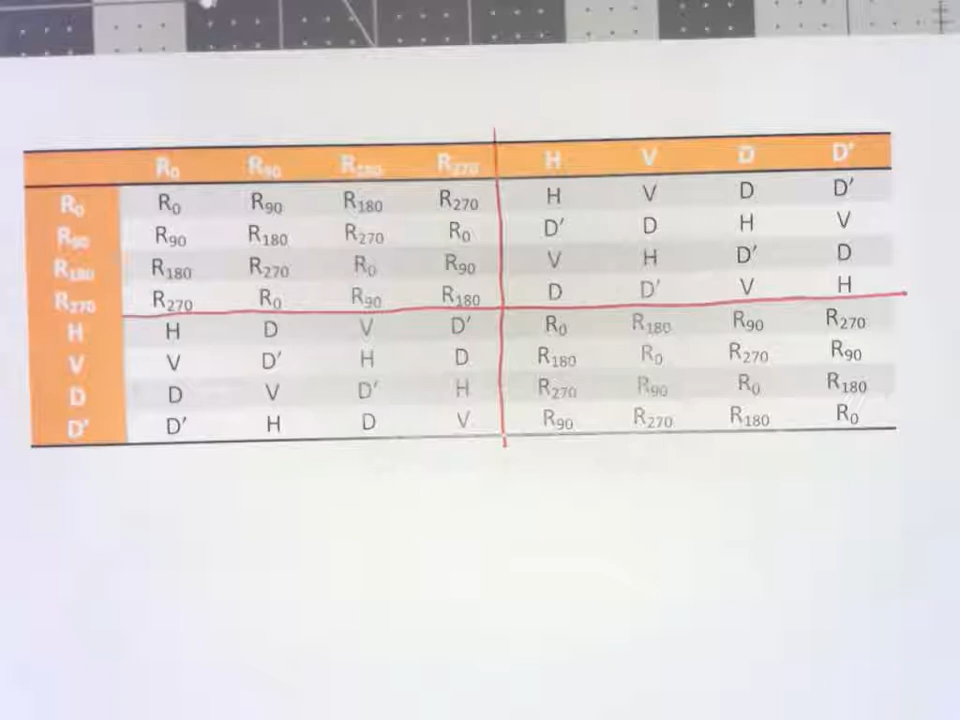 R₀ R₉₀ R₁₈₀ R₂₇₀ H V D D'
R₀ R₀ R₉₀ R₁₈₀ R₂₇₀ H V D D'
R₉₀ R₉₀ R₁₈₀ R₂₇₀ R₀ D' D H V
R₁₈₀ R₁₈₀ R₂₇₀ R₀ R₉₀ V H D' D
R₂₇₀ R₂₇₀ R₀ R₉₀ R₁₈₀ D D' V H
H H D V D' R₀ R₁₈₀ R₉₀ R₂₇₀
V V D' H D R₁₈₀ R₀ R₂₇₀ R₉₀
D D V D' H R₂₇₀ R₉₀ R₀ R₁₈₀
D' D' H D V R₉₀ R₂₇₀ R₁₈₀ R₀